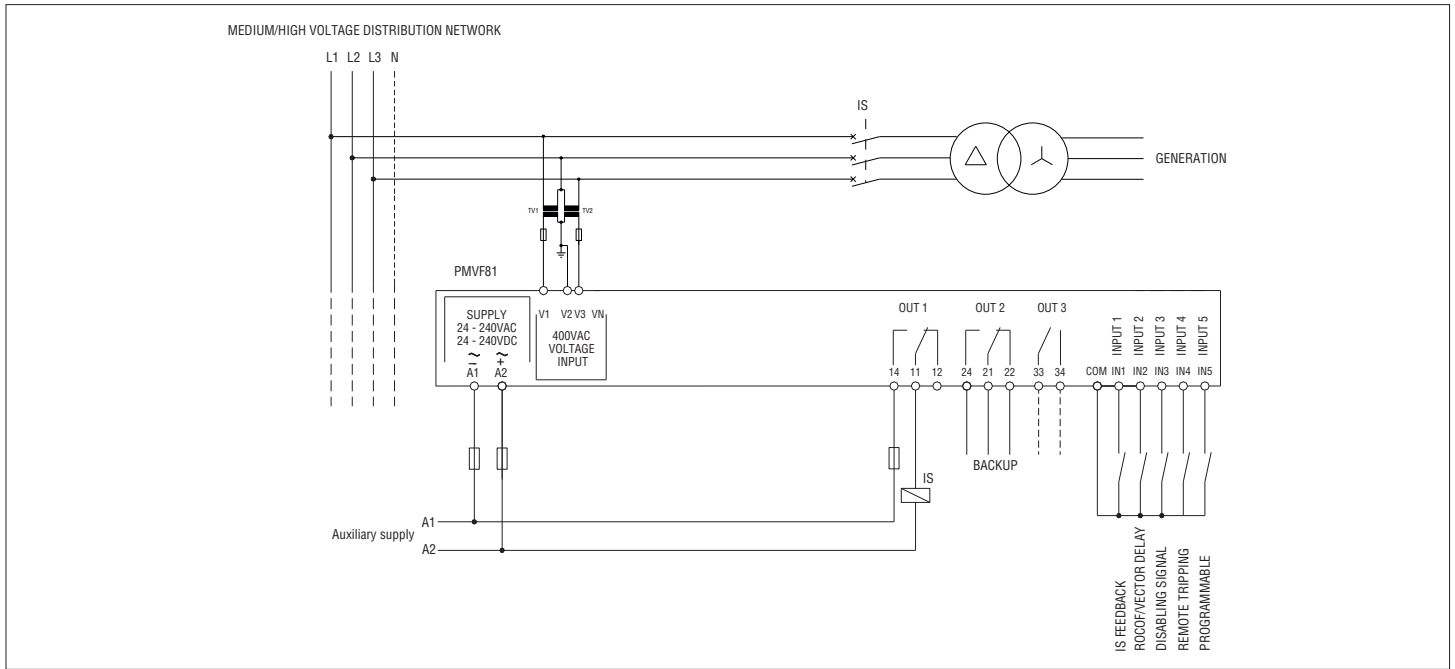 MEDIUM/HIGH VOLTAGE DISTRIBUTION NETWORK
L1 L2 L3 N
IS
GENERATION
TV1 TV2
PMVF81
SUPPLY
24 - 240VAC
24 - 240VDC
~ ~
– +
A1 A2
V1 V2 V3 VN
400VAC
VOLTAGE
INPUT
OUT 1 OUT 2 OUT 3
INPUT 1
INPUT 2
INPUT 3
INPUT 4
INPUT 5
14 11 12 24 21 22 33 34 COM IN1 IN2 IN3 IN4 IN5
BACKUP
IS
Auxiliary supply
A1
A2
IS FEEDBACK
ROCOF/VECTOR DELAY
DISABLING SIGNAL
REMOTE TRIPPING
PROGRAMMABLE